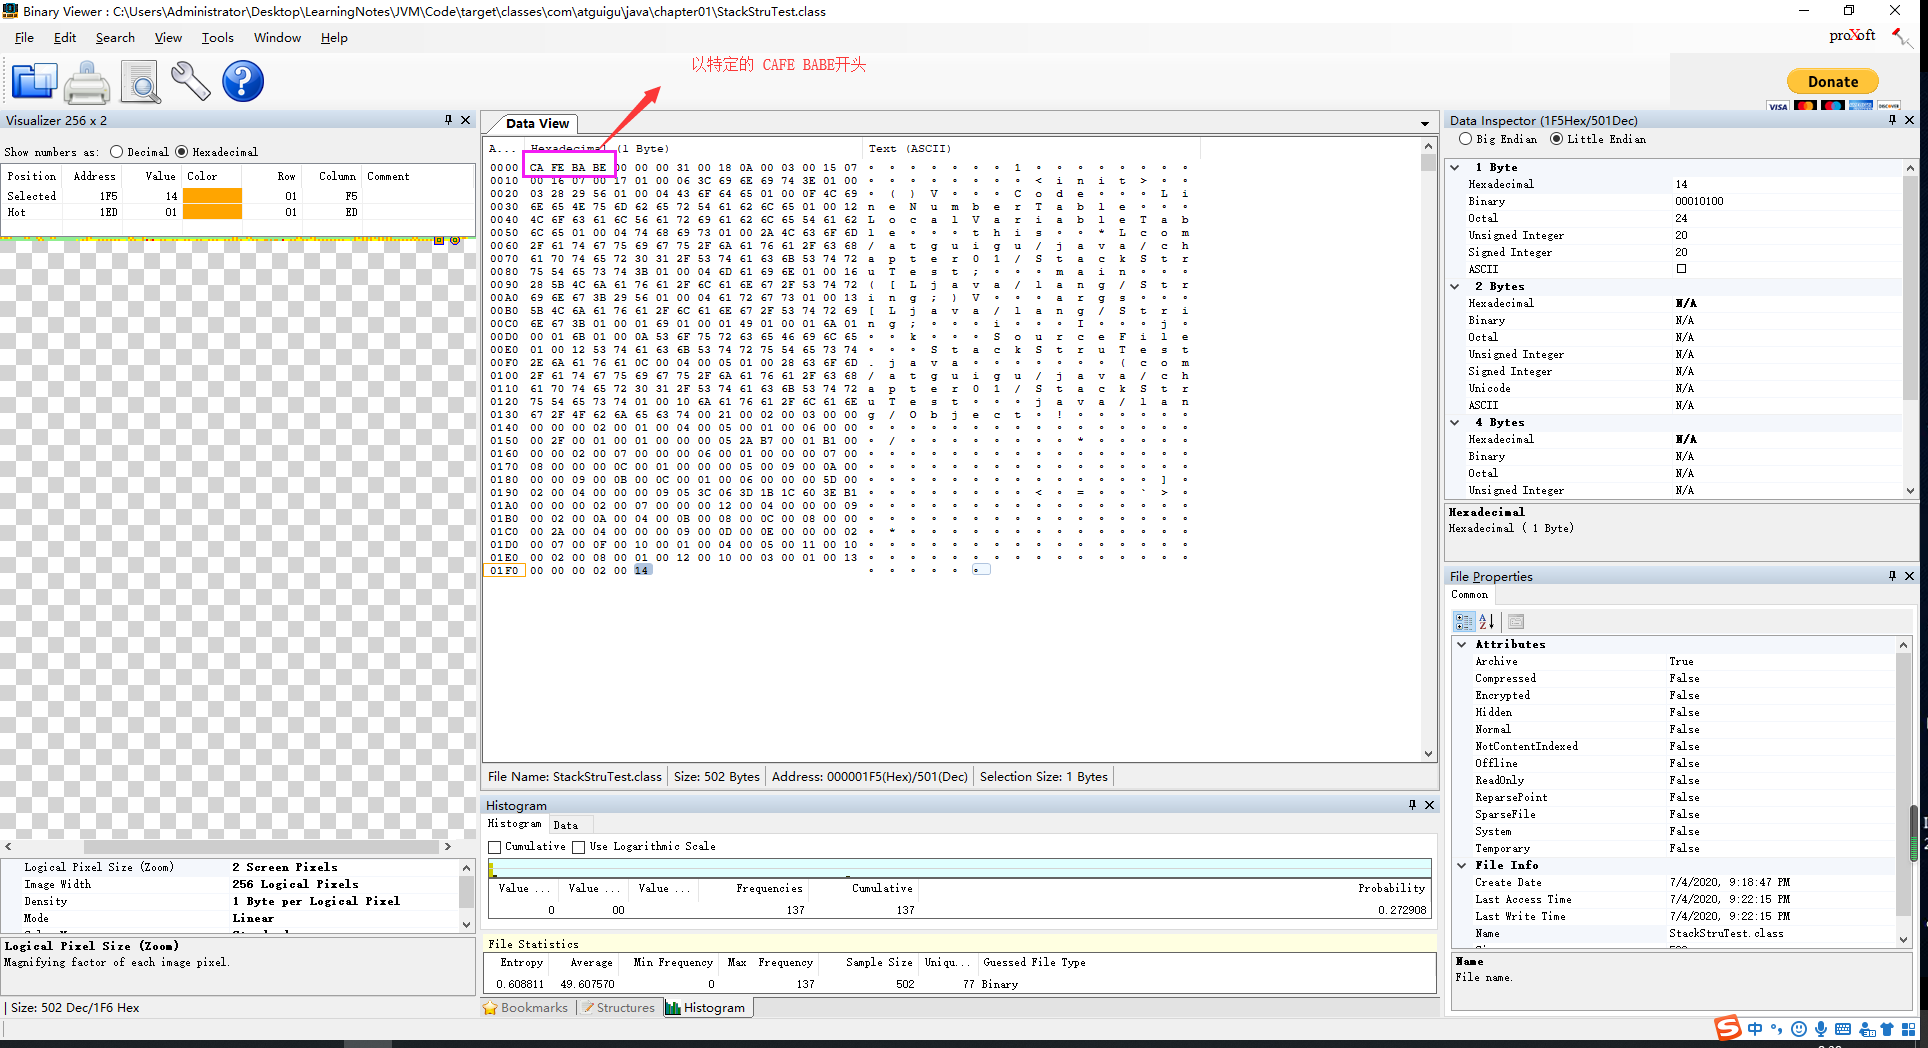 Binary Viewer : C:\Users\Administrator\Desktop\LearningNotes\JVM\Code\target\classes\com\atguigu\java\chapter01\StackStruTest.class
File Edit Search View Tools Window Help
proXoft
以特定的 CAFE BABE开头
Donate
VISA
DISCOVER
Visualizer 256 x 2
Show numbers as: Decimal Hexadecimal
Position Address Value Color Row Column Comment
Selected 1F5 14 01 F5
Hot 1ED 01 01 ED
Logical Pixel Size (Zoom) 2 Screen Pixels
Image Width 256 Logical Pixels
Density 1 Byte per Logical Pixel
Mode Linear
Logical Pixel Size (Zoom)
Magnifying factor of each image pixel.
Size: 502 Dec/1F6 Hex
Data View
A... Hexadecimal (1 Byte) Text (ASCII)
0000 CA FE BA BE 00 00 00 31 00 18 0A 00 03 00 15 07 ∘ ∘ ∘ ∘ ∘ ∘ ∘ 1 ∘ ∘ ∘ ∘ ∘ ∘ ∘ ∘
0010 00 16 07 00 17 01 00 06 3C 69 6E 69 74 3E 01 00 ∘ ∘ ∘ ∘ ∘ ∘ ∘ ∘ < i n i t > ∘ ∘
0020 03 28 29 56 01 00 04 43 6F 64 65 01 00 0F 4C 69 ∘ ( ) V ∘ ∘ ∘ C o d e ∘ ∘ ∘ L i
0030 6E 65 4E 75 6D 62 65 72 54 61 62 6C 65 01 00 12 n e N u m b e r T a b l e ∘ ∘ ∘
0040 4C 6F 63 61 6C 56 61 72 69 61 62 6C 65 54 61 62 L o c a l V a r i a b l e T a b
0050 6C 65 01 00 04 74 68 69 73 01 00 2A 4C 63 6F 6D l e ∘ ∘ ∘ t h i s ∘ ∘ * L c o m
0060 2F 61 74 67 75 69 67 75 2F 6A 61 76 61 2F 63 68 / a t g u i g u / j a v a / c h
0070 61 70 74 65 72 30 31 2F 53 74 61 63 6B 53 74 72 a p t e r 0 1 / S t a c k S t r
0080 75 54 65 73 74 3B 01 00 04 6D 61 69 6E 01 00 16 u T e s t ; ∘ ∘ ∘ m a i n ∘ ∘ ∘
0090 28 5B 4C 6A 61 76 61 2F 6C 61 6E 67 2F 53 74 72 ( [ L j a v a / l a n g / S t r
00A0 69 6E 67 3B 29 56 01 00 04 61 72 67 73 01 00 13 i n g ; ) V ∘ ∘ ∘ a r g s ∘ ∘ ∘
00B0 5B 4C 6A 61 76 61 2F 6C 61 6E 67 2F 53 74 72 69 [ L j a v a / l a n g / S t r i
00C0 6E 67 3B 01 00 01 69 01 00 01 49 01 00 01 6A 01 n g ; ∘ ∘ ∘ i ∘ ∘ ∘ I ∘ ∘ ∘ j ∘
00D0 00 01 6B 01 00 0A 53 6F 75 72 63 65 46 69 6C 65 ∘ ∘ k ∘ ∘ ∘ S o u r c e F i l e
00E0 01 00 12 53 74 61 63 6B 53 74 72 75 54 65 73 74 ∘ ∘ ∘ S t a c k S t r u T e s t
00F0 2E 6A 61 76 61 0C 00 04 00 05 01 00 28 63 6F 6D . j a v a ∘ ∘ ∘ ∘ ∘ ∘ ∘ ( c o m
0100 2F 61 74 67 75 69 67 75 2F 6A 61 76 61 2F 63 68 / a t g u i g u / j a v a / c h
0110 61 70 74 65 72 30 31 2F 53 74 61 63 6B 53 74 72 a p t e r 0 1 / S t a c k S t r
0120 75 54 65 73 74 01 00 10 6A 61 76 61 2F 6C 61 6E u T e s t ∘ ∘ ∘ j a v a / l a n
0130 67 2F 4F 62 6A 65 63 74 00 21 00 02 00 03 00 00 g / O b j e c t ∘ ! ∘ ∘ ∘ ∘ ∘ ∘
0140 00 00 00 02 00 01 00 04 00 05 00 01 00 06 00 00 ∘ ∘ ∘ ∘ ∘ ∘ ∘ ∘ ∘ ∘ ∘ ∘ ∘ ∘ ∘ ∘
0150 00 2F 00 01 00 01 00 00 00 05 2A B7 00 01 B1 00 ∘ / ∘ ∘ ∘ ∘ ∘ ∘ ∘ ∘ * ∘ ∘ ∘ ∘ ∘
0160 00 00 02 00 07 00 00 00 06 00 01 00 00 00 07 00 ∘ ∘ ∘ ∘ ∘ ∘ ∘ ∘ ∘ ∘ ∘ ∘ ∘ ∘ ∘ ∘
0170 08 00 00 00 0C 00 01 00 00 00 05 00 09 00 0A 00 ∘ ∘ ∘ ∘ ∘ ∘ ∘ ∘ ∘ ∘ ∘ ∘ ∘ ∘ ∘ ∘
0180 00 00 09 00 0B 00 0C 00 01 00 06 00 00 00 5D 00 ∘ ∘ ∘ ∘ ∘ ∘ ∘ ∘ ∘ ∘ ∘ ∘ ∘ ∘ ] ∘
0190 02 00 04 00 00 00 09 05 3C 06 3D 1B 1C 60 3E B1 ∘ ∘ ∘ ∘ ∘ ∘ ∘ ∘ < ∘ = ∘ ∘ ` > ∘
01A0 00 00 00 02 00 07 00 00 00 12 00 04 00 00 00 09 ∘ ∘ ∘ ∘ ∘ ∘ ∘ ∘ ∘ ∘ ∘ ∘ ∘ ∘ ∘ ∘
01B0 00 02 00 0A 00 04 00 0B 00 08 00 0C 00 08 00 00 ∘ ∘ ∘ ∘ ∘ ∘ ∘ ∘ ∘ ∘ ∘ ∘ ∘ ∘ ∘ ∘
01C0 00 2A 00 04 00 00 00 09 00 0D 00 0E 00 00 00 02 ∘ * ∘ ∘ ∘ ∘ ∘ ∘ ∘ ∘ ∘ ∘ ∘ ∘ ∘ ∘
01D0 00 07 00 0F 00 10 00 01 00 04 00 05 00 11 00 10 ∘ ∘ ∘ ∘ ∘ ∘ ∘ ∘ ∘ ∘ ∘ ∘ ∘ ∘ ∘ ∘
01E0 00 02 00 08 00 01 00 12 00 10 00 03 00 01 00 13 ∘ ∘ ∘ ∘ ∘ ∘ ∘ ∘ ∘ ∘ ∘ ∘ ∘ ∘ ∘ ∘
01F0 00 00 00 02 00 14 ∘ ∘ ∘ ∘ ∘ ∘
File Name: StackStruTest.class Size: 502 Bytes Address: 000001F5(Hex)/501(Dec) Selection Size: 1 Bytes
Histogram
Histogram Data
Cumulative Use Logarithmic Scale
Value ... Value ... Value ... Frequencies Cumulative Probability
0 00 137 137 0.272908
File Statistics
Entropy Average Min Frequency Max Frequency Sample Size Uniqu... Guessed File Type
0.608811 49.607570 0 137 502 77 Binary
Bookmarks Structures Histogram
Data Inspector (1F5Hex/501Dec)
Big Endian Little Endian
1 Byte
Hexadecimal 14
Binary 00010100
Octal 24
Unsigned Integer 20
Signed Integer 20
ASCII □
2 Bytes
Hexadecimal N/A
Binary N/A
Octal N/A
Unsigned Integer N/A
Signed Integer N/A
Unicode N/A
ASCII N/A
4 Bytes
Hexadecimal N/A
Binary N/A
Octal N/A
Unsigned Integer N/A
Hexadecimal
Hexadecimal ( 1 Byte)
File Properties
Common
Attributes
Archive True
Compressed False
Encrypted False
Hidden False
Normal False
NotContentIndexed False
Offline False
ReadOnly False
ReparsePoint False
SparseFile False
System False
Temporary False
File Info
Create Date 7/4/2020, 9:18:47 PM
Last Access Time 7/4/2020, 9:22:15 PM
Last Write Time 7/4/2020, 9:22:15 PM
Name StackStruTest.class
Name
File name.
中